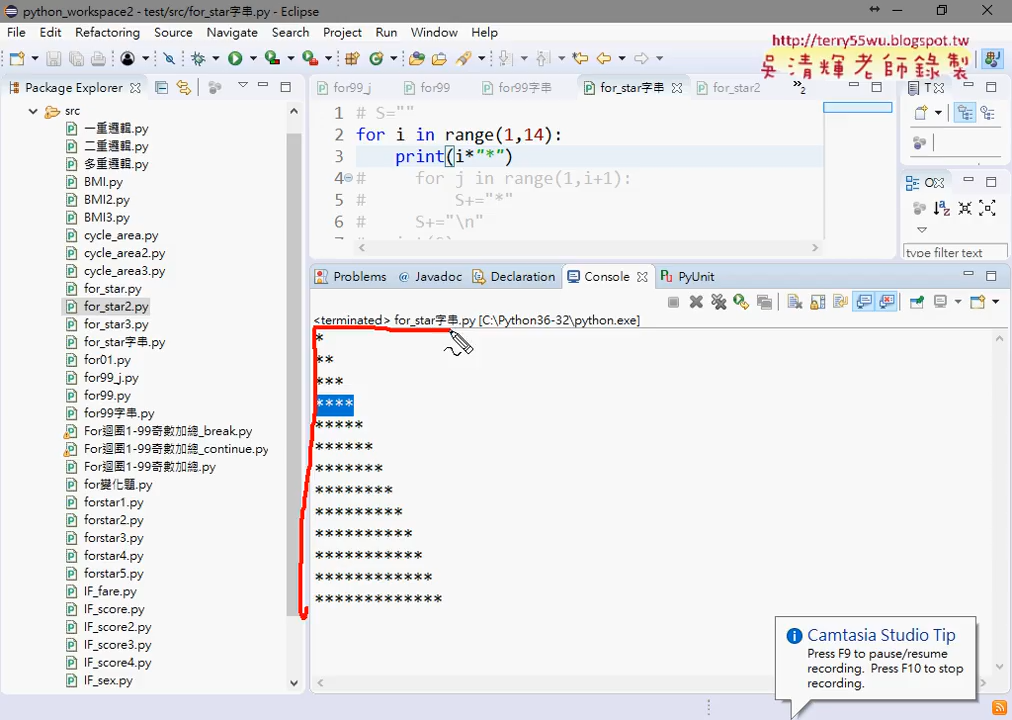 python_workspace2 - test/src/for_star字串.py - Eclipse
File Edit Refactoring Source Navigate Search Project Run Window Help
http://terry55wu.blogspot.tw
吳清輝老師錄製
Package Explorer
src
一重邏輯.py
二重邏輯.py
多重邏輯.py
BMI.py
BMI2.py
BMI3.py
cycle_area.py
cycle_area2.py
cycle_area3.py
for_star.py
for_star2.py
for_star3.py
for_star字串.py
for01.py
for99_j.py
for99.py
for99字串.py
For迴圈1-99奇數加總_break.py
For迴圈1-99奇數加總_continue.py
For迴圈1-99奇數加總.py
for變化題.py
forstar1.py
forstar2.py
forstar3.py
forstar4.py
forstar5.py
IF_fare.py
IF_score.py
IF_score2.py
IF_score3.py
IF_score4.py
IF_sex.py
for99_j for99 for99字串 for_star字串 for_star2 »2
1 # S=""
2 for i in range(1,14):
3 print(i*"*")
4 # for j in range(1,i+1):
5 # S+="*"
6 # S+="\n"
Problems @ Javadoc Declaration Console PyUnit
<terminated> for_star字串.py [C:\Python36-32\python.exe]
*
**
***
****
*****
******
*******
********
*********
**********
***********
************
*************
type filter text
Camtasia Studio Tip
Press F9 to pause/resume
recording. Press F10 to stop
recording.